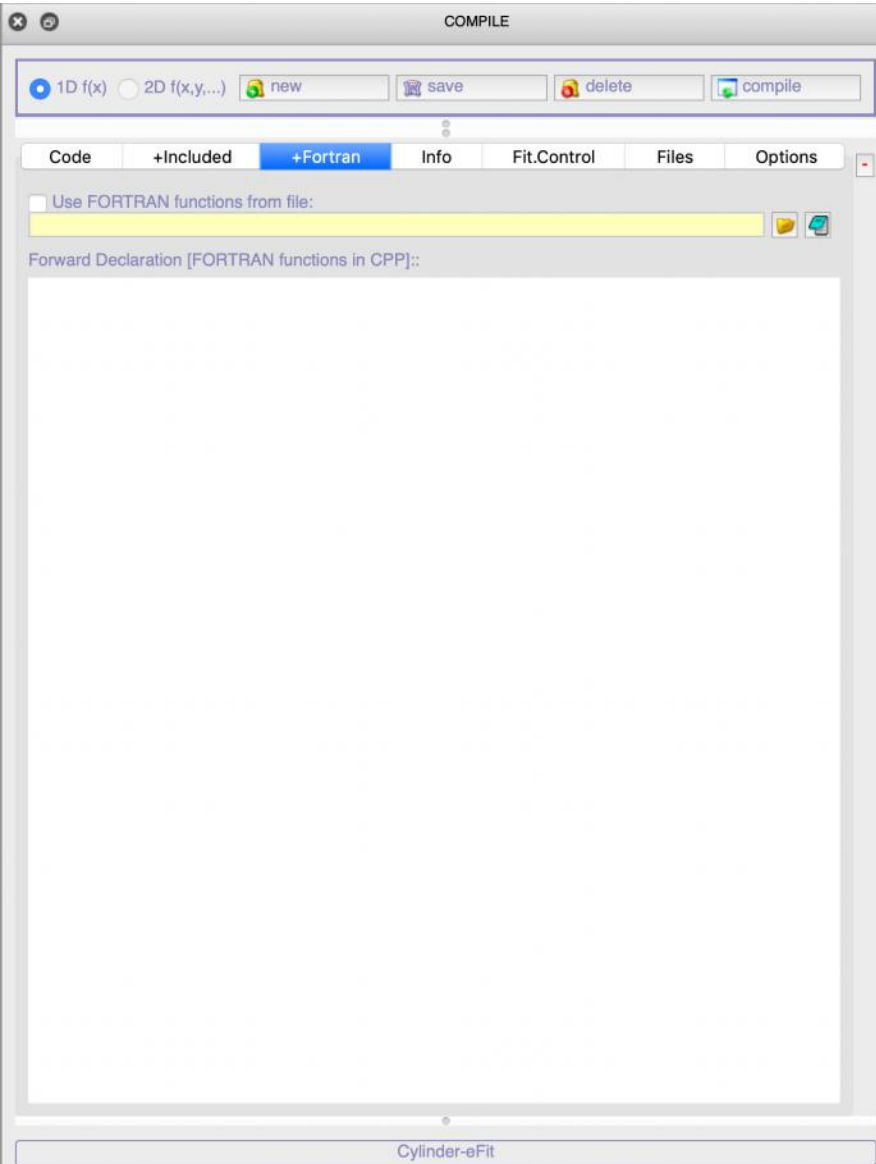 COMPILE
1D f(x) 2D f(x,y,...) new save delete compile
Code +Included +Fortran Info Fit.Control Files Options -
Use FORTRAN functions from file:
Forward Declaration [FORTRAN functions in CPP]::
Cylinder-eFit